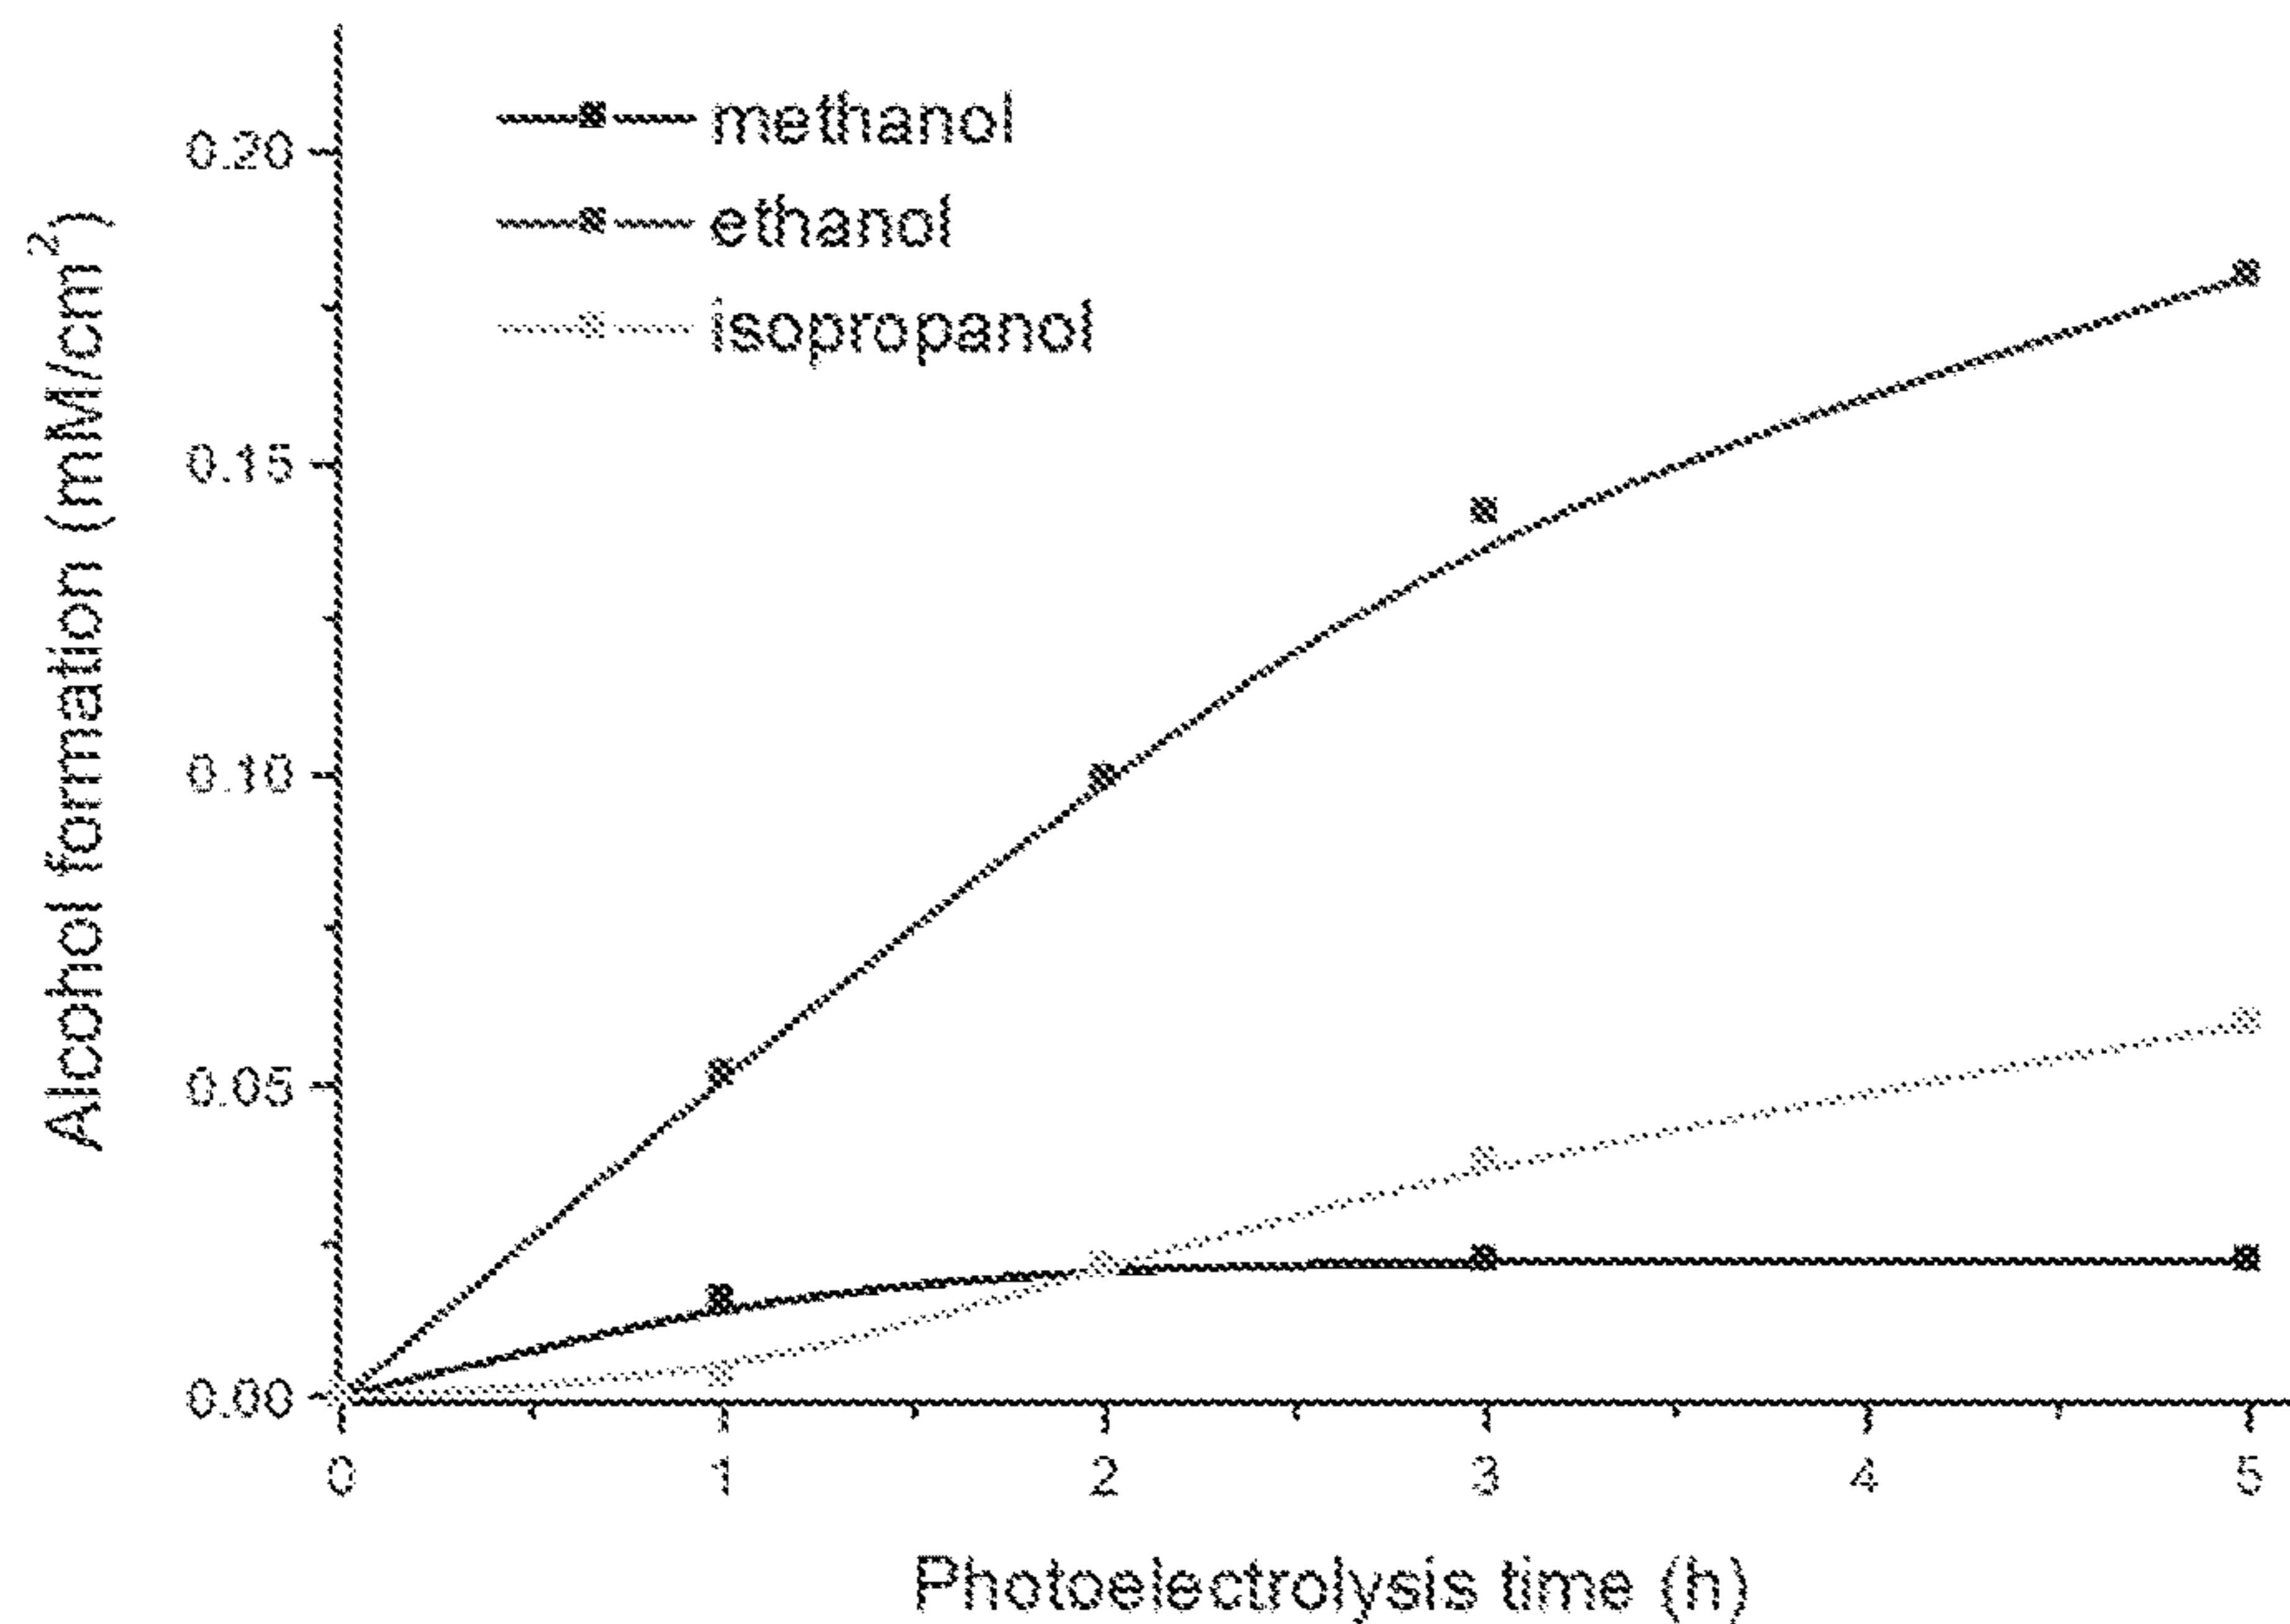 methanol
ethanol
isopropanol
Alcohol formation (mM/cm²)
0.20
0.15
0.10
0.05
0.00
0 1 2 3 4 5
Photoelectrolysis time (h)